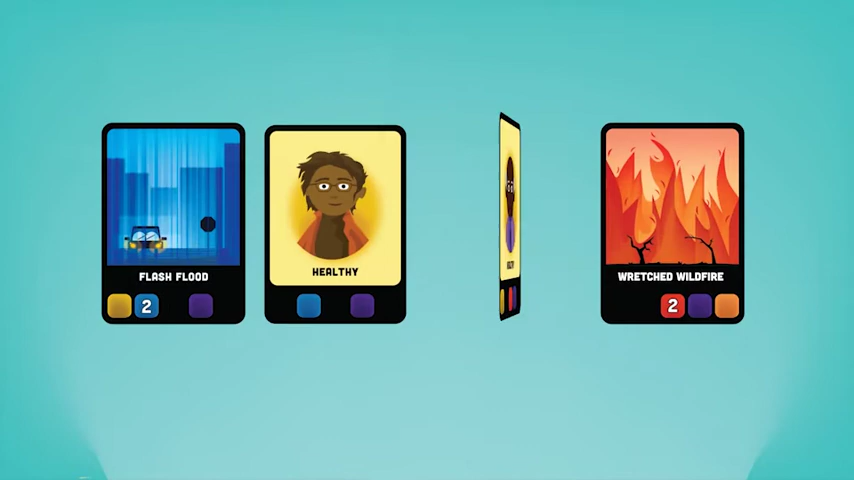 FLASH FLOOD
2
HEALTHY
WRETCHED WILDFIRE
2